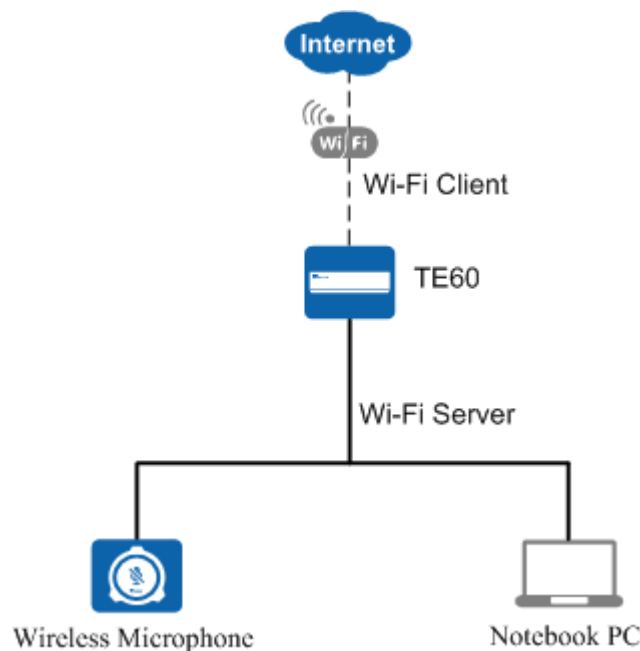 Internet
Wi Fi
Wi-Fi Client
TE60
Wi-Fi Server
Wireless Microphone
Notebook PC